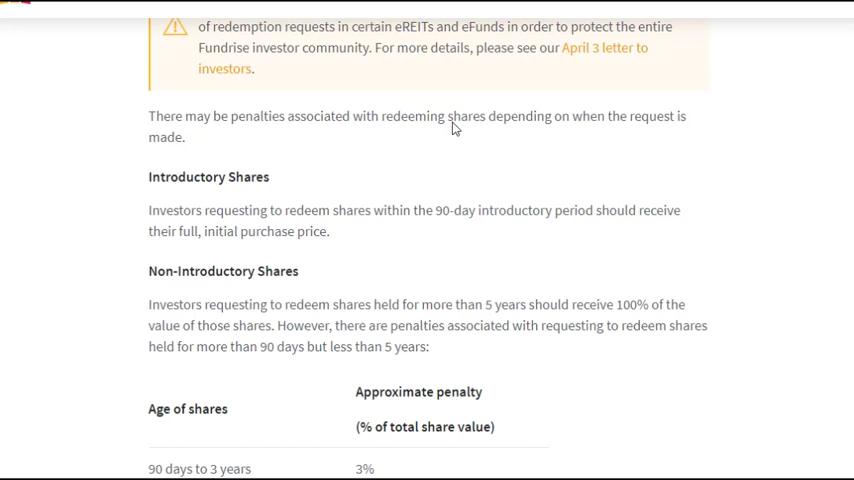 of redemption requests in certain eREITs and eFunds in order to protect the entire
Fundrise investor community. For more details, please see our April 3 letter to
investors.
There may be penalties associated with redeeming shares depending on when the request is
made.
Introductory Shares
Investors requesting to redeem shares within the 90-day introductory period should receive
their full, initial purchase price.
Non-Introductory Shares
Investors requesting to redeem shares held for more than 5 years should receive 100% of the
value of those shares. However, there are penalties associated with requesting to redeem shares
held for more than 90 days but less than 5 years:
Age of shares
Approximate penalty
(% of total share value)
90 days to 3 years
3%